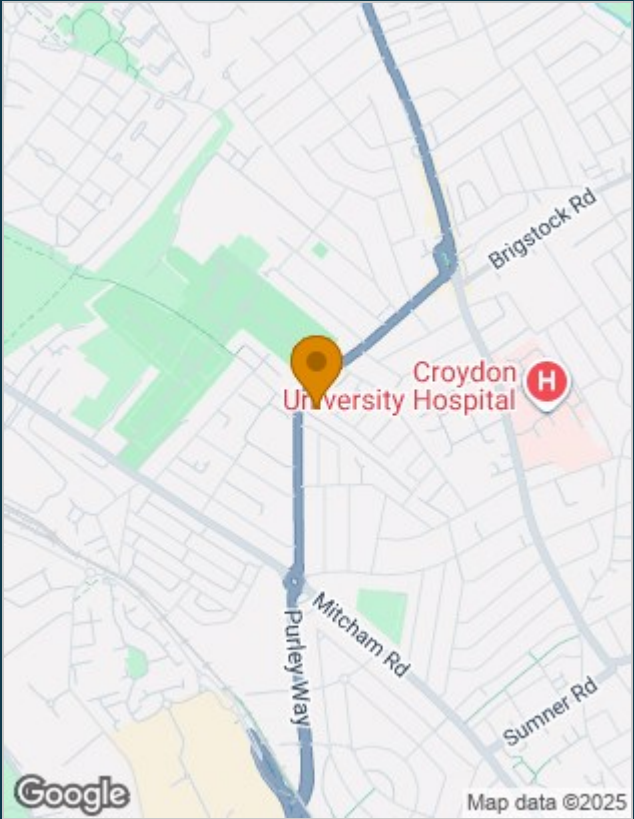 Brigstock Rd
Croydon
University Hospital
H
Mitcham Rd
Purley Way
Sumner Rd
Google
Map data ©2025